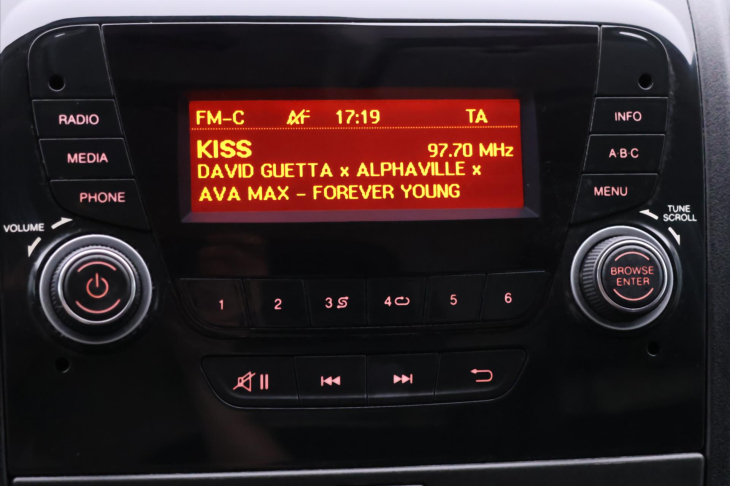 FM-C AF 17:19 TA
KISS 97.70 MHz
DAVID GUETTA x ALPHAVILLE x
AVA MAX - FOREVER YOUNG
RADIO
MEDIA
PHONE
INFO
A·B·C
MENU
VOLUME
TUNE
SCROLL
BROWSE
ENTER
1 2 3 4 5 6